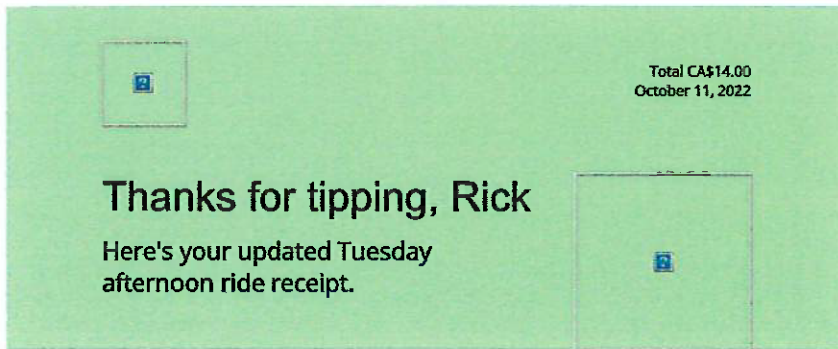 Total CA$14.00
October 11, 2022
Thanks for tipping, Rick
Here's your updated Tuesday
afternoon ride receipt.